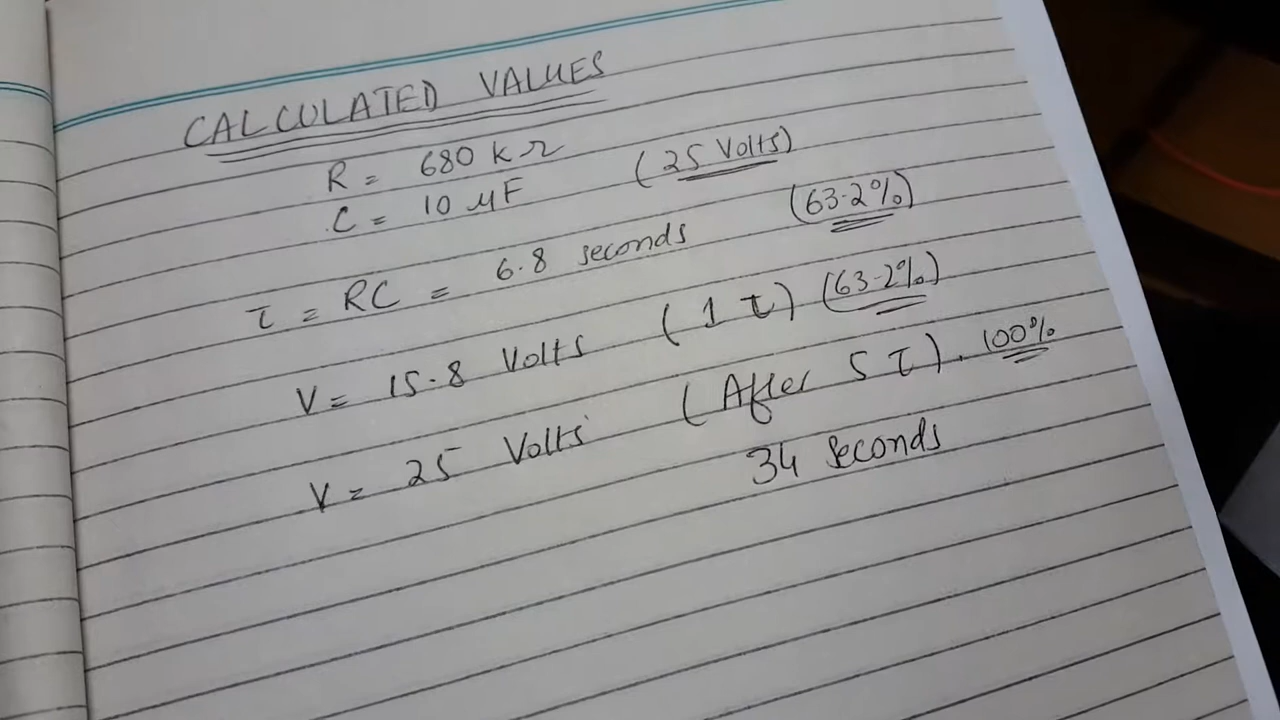 CALCULATED VALUES
R = 680 kΩ
C = 10 µF (25 Volts)
τ = RC = 6.8 seconds (63.2%)
V = 15.8 Volts (1 τ) (63.2%)
V = 25 Volts (After 5 τ). 100%
34 seconds